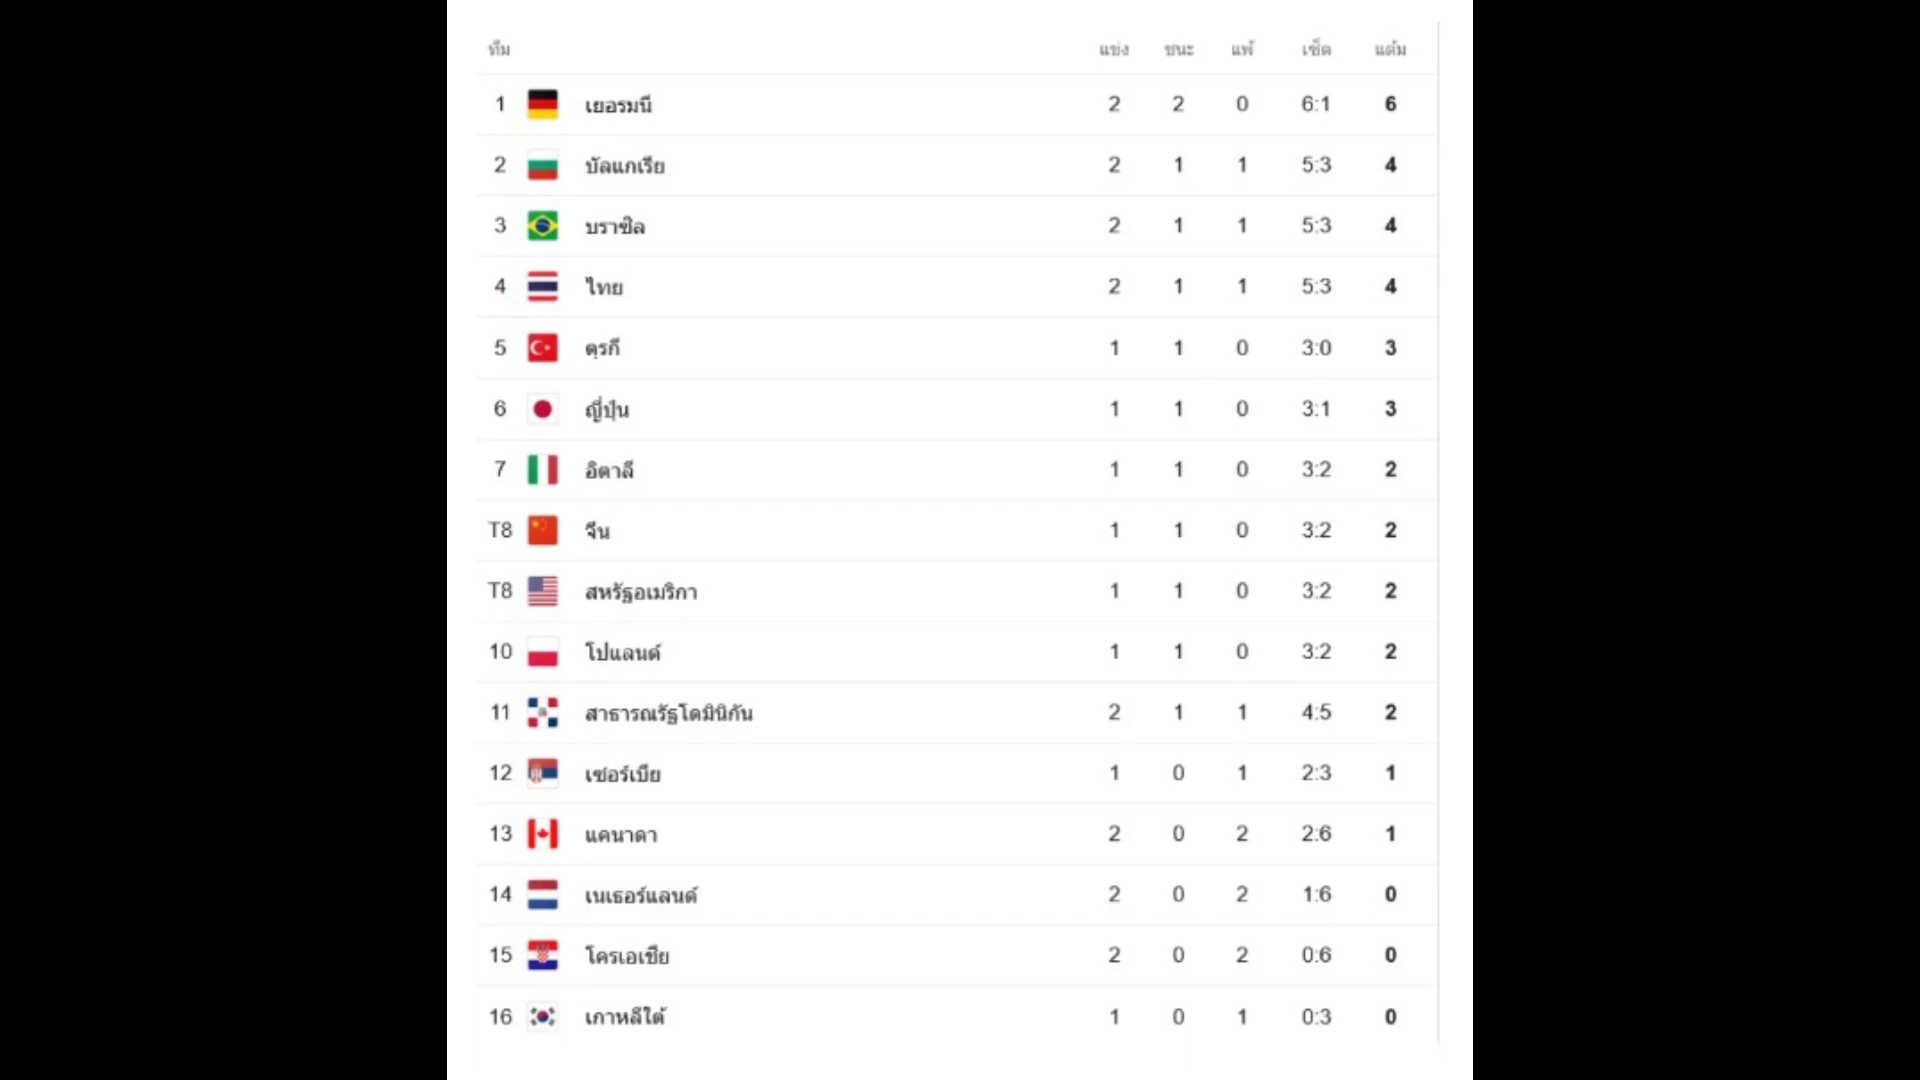 ทีม แข่ง ชนะ แพ้ เซ็ต แต้ม
1 เยอรมนี 2 2 0 6:1 6
2 บัลแกเรีย 2 1 1 5:3 4
3 บราซิล 2 1 1 5:3 4
4 ไทย 2 1 1 5:3 4
5 ตุรกี 1 1 0 3:0 3
6 ญี่ปุ่น 1 1 0 3:1 3
7 อิตาลี 1 1 0 3:2 2
T8 จีน 1 1 0 3:2 2
T8 สหรัฐอเมริกา 1 1 0 3:2 2
10 โปแลนด์ 1 1 0 3:2 2
11 สาธารณรัฐโดมินิกัน 2 1 1 4:5 2
12 เซอร์เบีย 1 0 1 2:3 1
13 แคนาดา 2 0 2 2:6 1
14 เนเธอร์แลนด์ 2 0 2 1:6 0
15 โครเอเชีย 2 0 2 0:6 0
16 เกาหลีใต้ 1 0 1 0:3 0